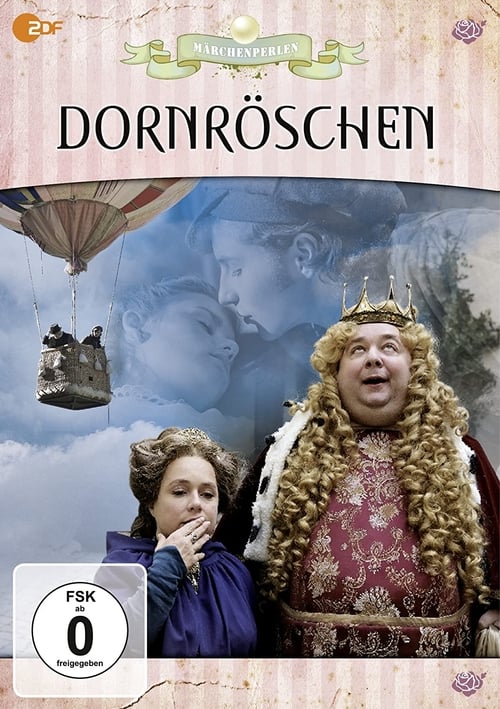 ZDF
MÄRCHENPERLEN
DORNRÖSCHEN
FSK
ab
0
freigegeben